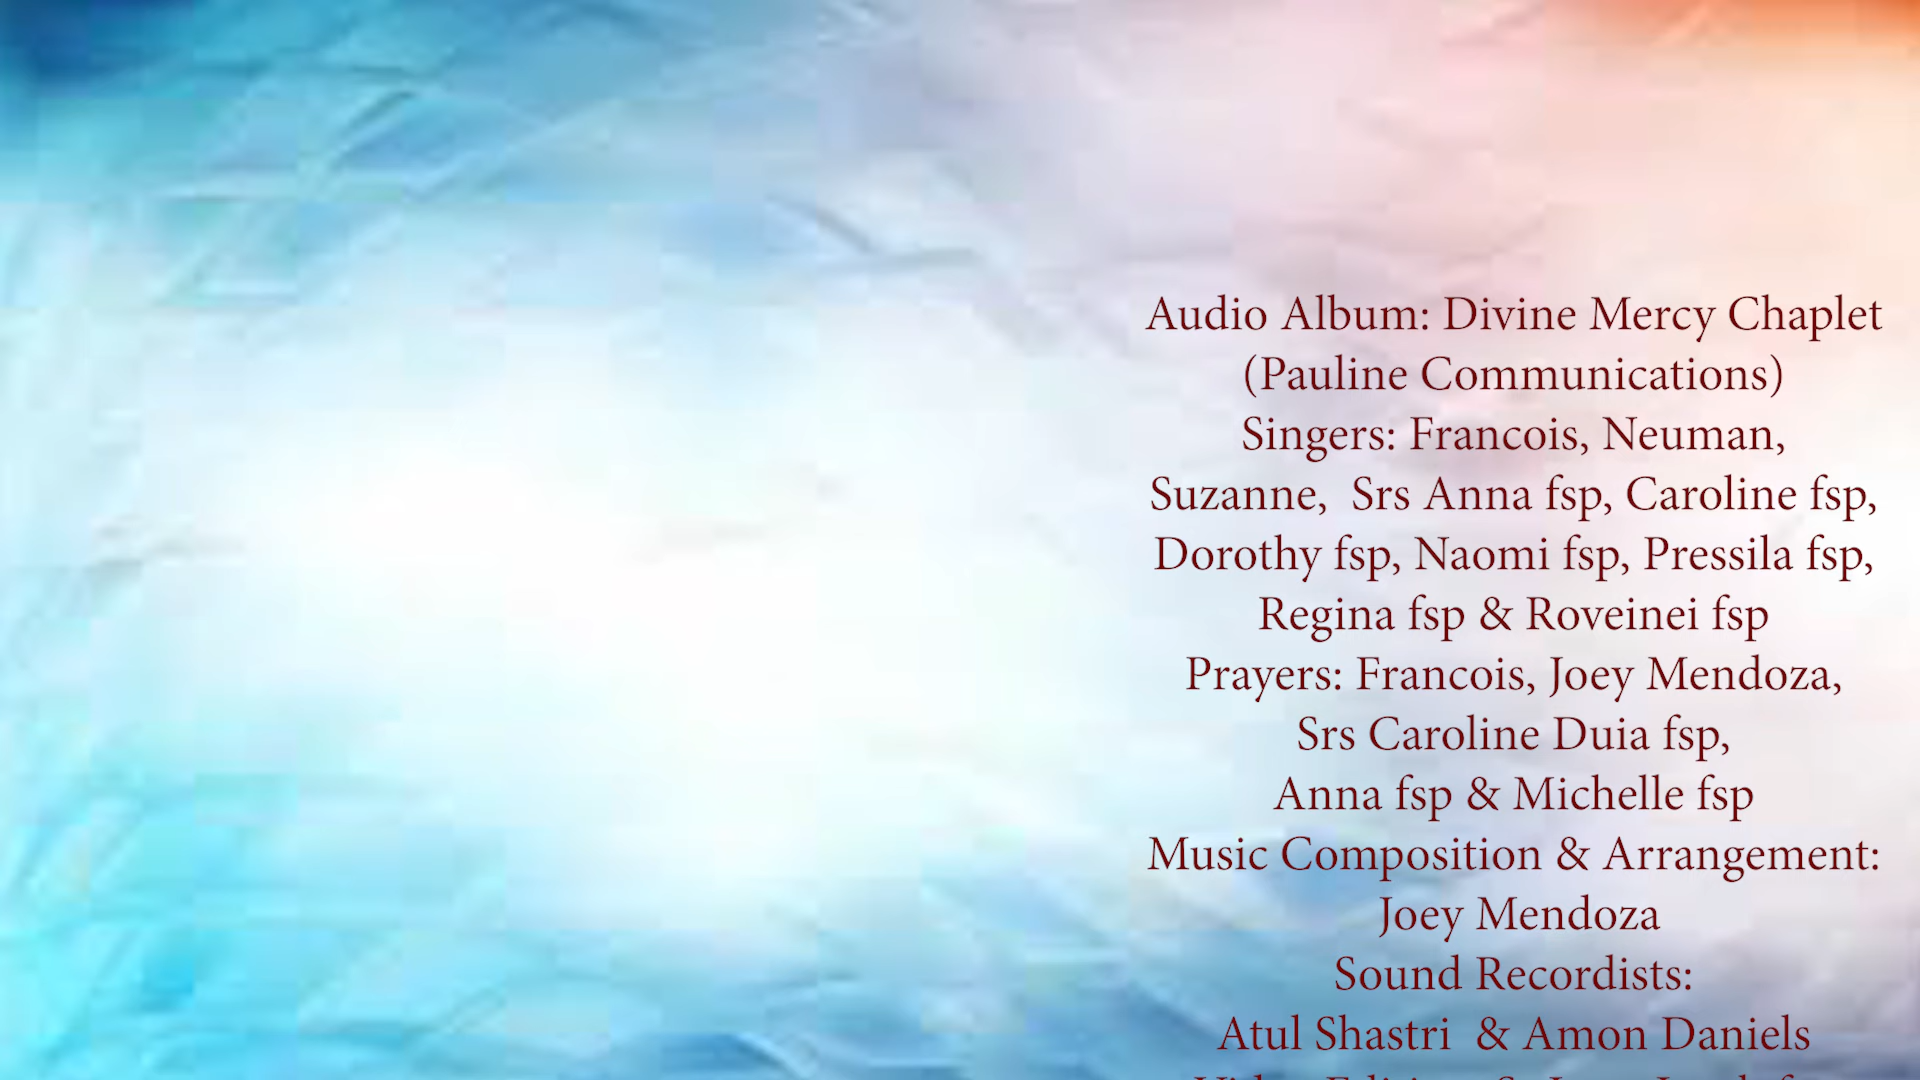 Audio Album: Divine Mercy Chaplet
(Pauline Communications)
Singers: Francois, Neuman,
Suzanne,  Srs Anna fsp, Caroline fsp,
Dorothy fsp, Naomi fsp, Pressila fsp,
Regina fsp & Roveinei fsp
Prayers: Francois, Joey Mendoza,
Srs Caroline Duia fsp,
Anna fsp & Michelle fsp
Music Composition & Arrangement:
Joey Mendoza
Sound Recordists:
Atul Shastri  & Amon Daniels